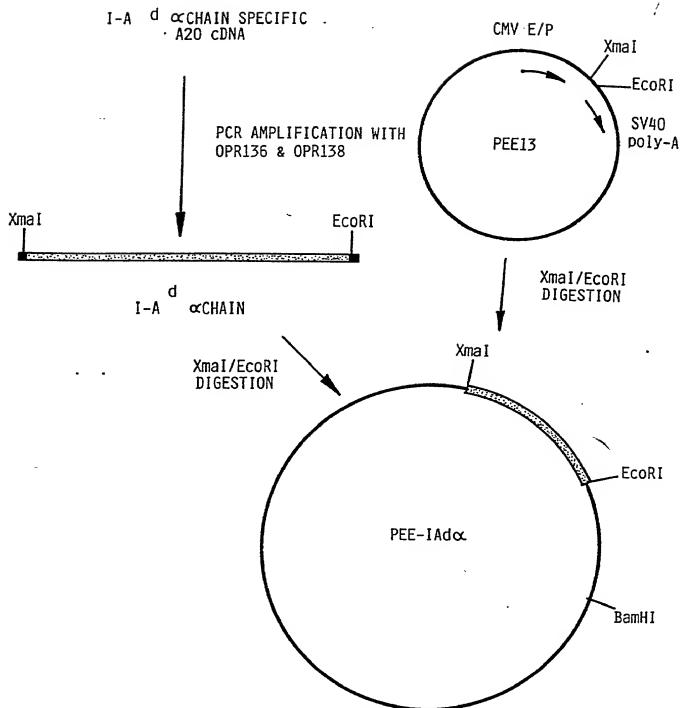 I-A d αCHAIN SPECIFIC
A20 cDNA
CMV E/P
XmaI
EcoRI
PCR AMPLIFICATION WITH
OPR136 & OPR138
PEE13
SV40
poly-A
XmaI
EcoRI
I-A d αCHAIN
XmaI/EcoRI
DIGESTION
XmaI/EcoRI
DIGESTION
XmaI
EcoRI
PEE-IAdα
BamHI